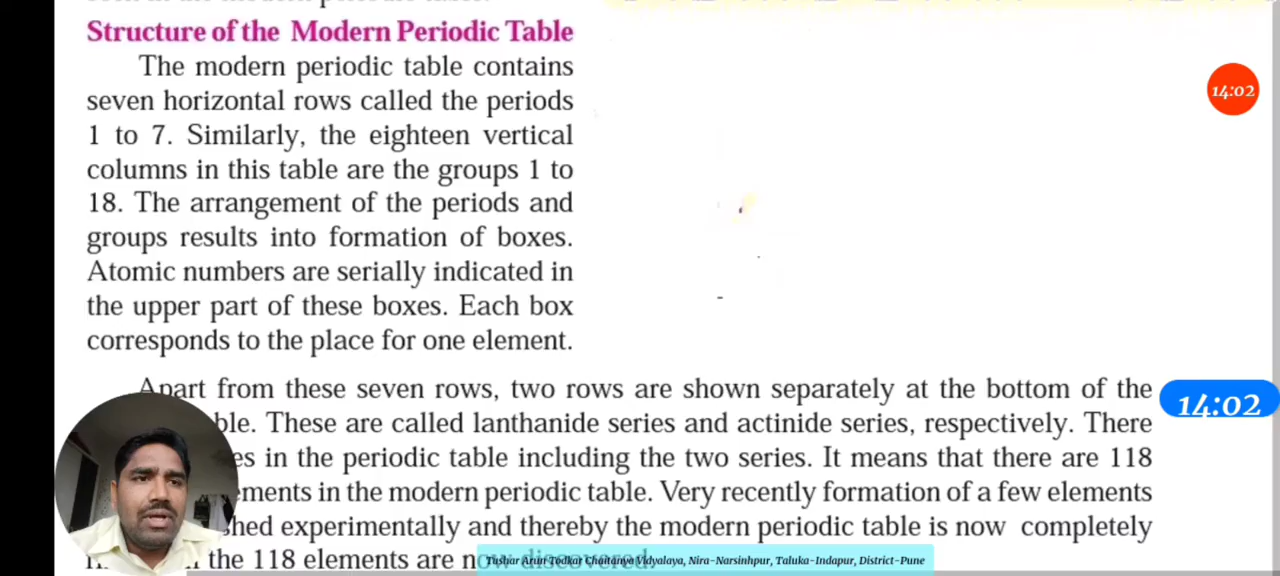 Structure of the Modern Periodic Table
The modern periodic table contains
seven horizontal rows called the periods
1 to 7. Similarly, the eighteen vertical
columns in this table are the groups 1 to
18. The arrangement of the periods and
groups results into formation of boxes.
Atomic numbers are serially indicated in
the upper part of these boxes. Each box
corresponds to the place for one element.
Apart from these seven rows, two rows are shown separately at the bottom of the
ble. These are called lanthanide series and actinide series, respectively. There
es in the periodic table including the two series. It means that there are 118
ements in the modern periodic table. Very recently formation of a few elements
shed experimentally and thereby the modern periodic table is now completely
the 118 elements are now discovered.
Tushar Arun Todkar Chaitanya Vidyalaya, Nira-Narsinhpur, Taluka-Indapur, District-Pune
14:02
14:02